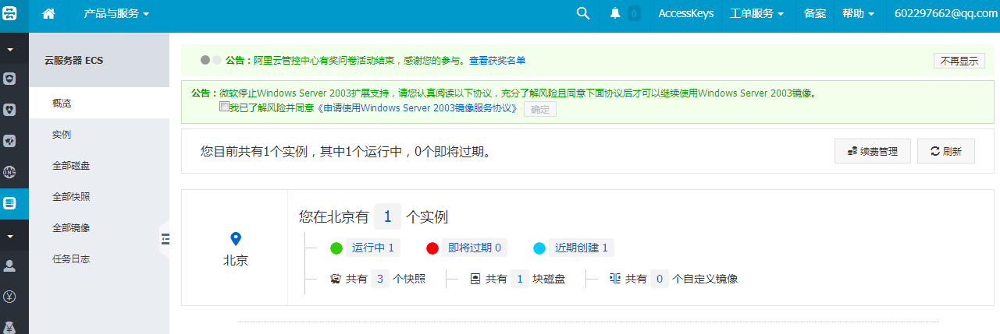 产品与服务
0
AccessKeys
工单服务
备案
帮助
602297662@qq.com
云服务器 ECS
概览
实例
全部磁盘
全部快照
全部镜像
任务日志
DNS
公告：阿里云管控中心有奖问卷活动结束，感谢您的参与。查看获奖名单
不再显示
公告：微软停止Windows Server 2003扩展支持，请您认真阅读以下协议，充分了解风险且同意下面协议后才可以继续使用Windows Server 2003镜像。
我已了解风险并同意《申请使用Windows Server 2003镜像服务协议》 确定
您目前共有1个实例，其中1个运行中，0个即将过期。
续费管理
刷新
北京
您在北京有 1 个实例
运行中 1
即将过期 0
近期创建 1
共有 3 个快照
共有 1 块磁盘
共有 0 个自定义镜像